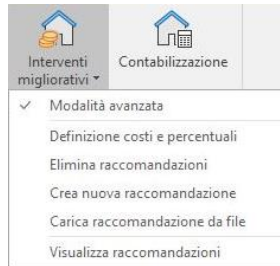 Interventi
migliorativi
Contabilizzazione
Modalità avanzata
Definizione costi e percentuali
Elimina raccomandazioni
Crea nuova raccomandazione
Carica raccomandazione da file
Visualizza raccomandazioni